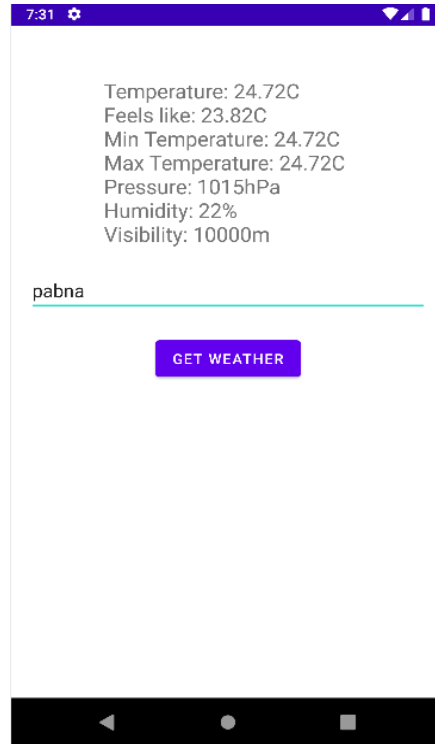 7:31
Temperature: 24.72C
Feels like: 23.82C
Min Temperature: 24.72C
Max Temperature: 24.72C
Pressure: 1015hPa
Humidity: 22%
Visibility: 10000m
pabna
GET WEATHER